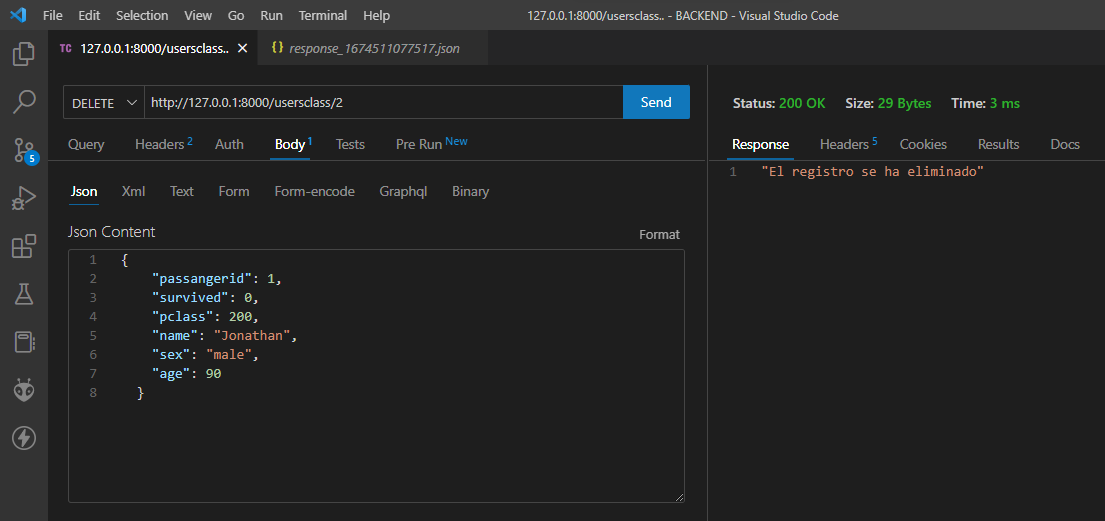 File Edit Selection View Go Run Terminal Help 127.0.0.1:8000/usersclass.. - BACKEND - Visual Studio Code
TC 127.0.0.1:8000/usersclass.. {} response_1674511077517.json
DELETE http://127.0.0.1:8000/usersclass/2 Send
Query Headers 2 Auth Body 1 Tests Pre Run New
Json Xml Text Form Form-encode Graphql Binary
Json Content Format
1 {
2 "passangerid": 1,
3 "survived": 0,
4 "pclass": 200,
5 "name": "Jonathan",
6 "sex": "male",
7 "age": 90
8 }
5
Status: 200 OK Size: 29 Bytes Time: 3 ms
Response Headers 5 Cookies Results Docs
1 "El registro se ha eliminado"